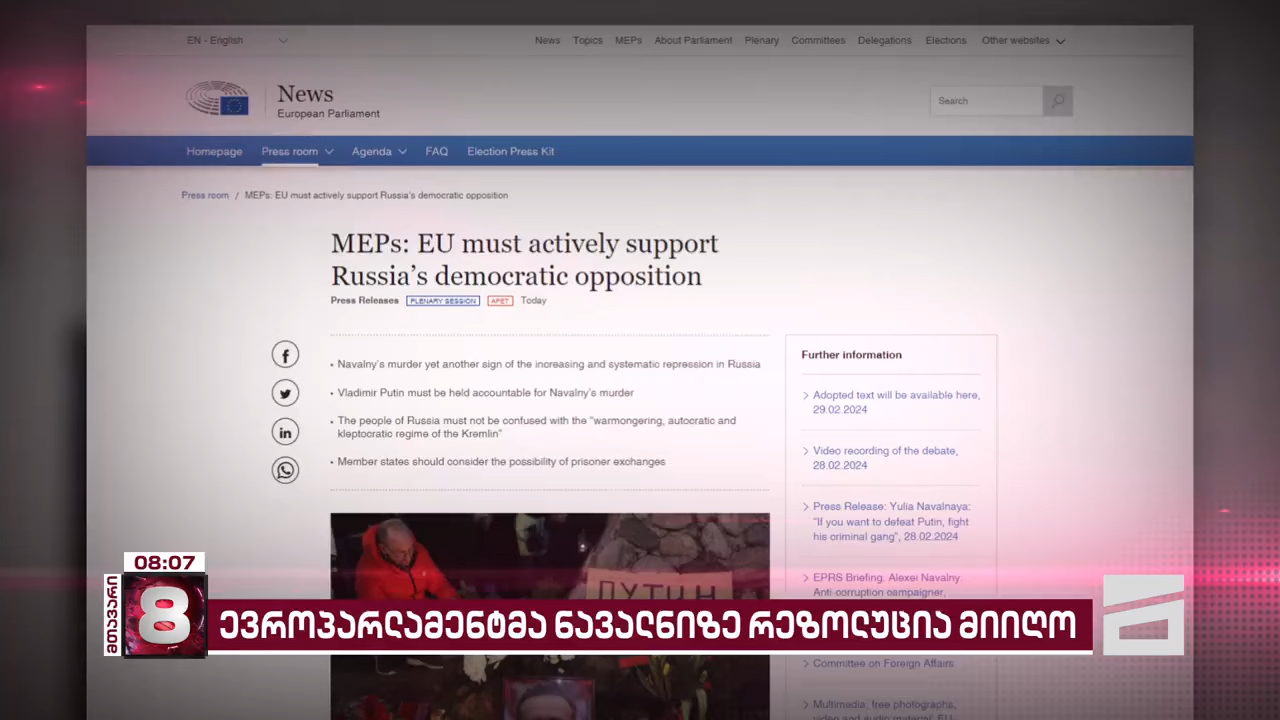 EN - English
News Topics MEPs About Parliament Plenary Committees Delegations Elections Other websites
News
European Parliament
Search
Homepage Press room Agenda FAQ Election Press Kit
Press room / MEPs: EU must actively support Russia's democratic opposition
MEPs: EU must actively support
Russia's democratic opposition
Press Releases PLENARY SESSION AFET Today
Navalny's murder yet another sign of the increasing and systematic repression in Russia
Vladimir Putin must be held accountable for Navalny's murder
The people of Russia must not be confused with the "warmongering, autocratic and
kleptocratic regime of the Kremlin"
Member states should consider the possibility of prisoner exchanges
Further information
Adopted text will be available here,
29.02.2024
Video recording of the debate,
28.02.2024
Press Release: Yulia Navalnaya:
"If you want to defeat Putin, fight
his criminal gang", 28.02.2024
EPRS Briefing. Alexei Navalny:
Anti-corruption campaigner,
Committee on Foreign Affairs
Multimedia: free photographs,
video and audio material: EU-
ПУТИН
08:07
მთავარი
8
ევროპარლამენტმა ნავალნიზე რეზოლუცია მიიღო